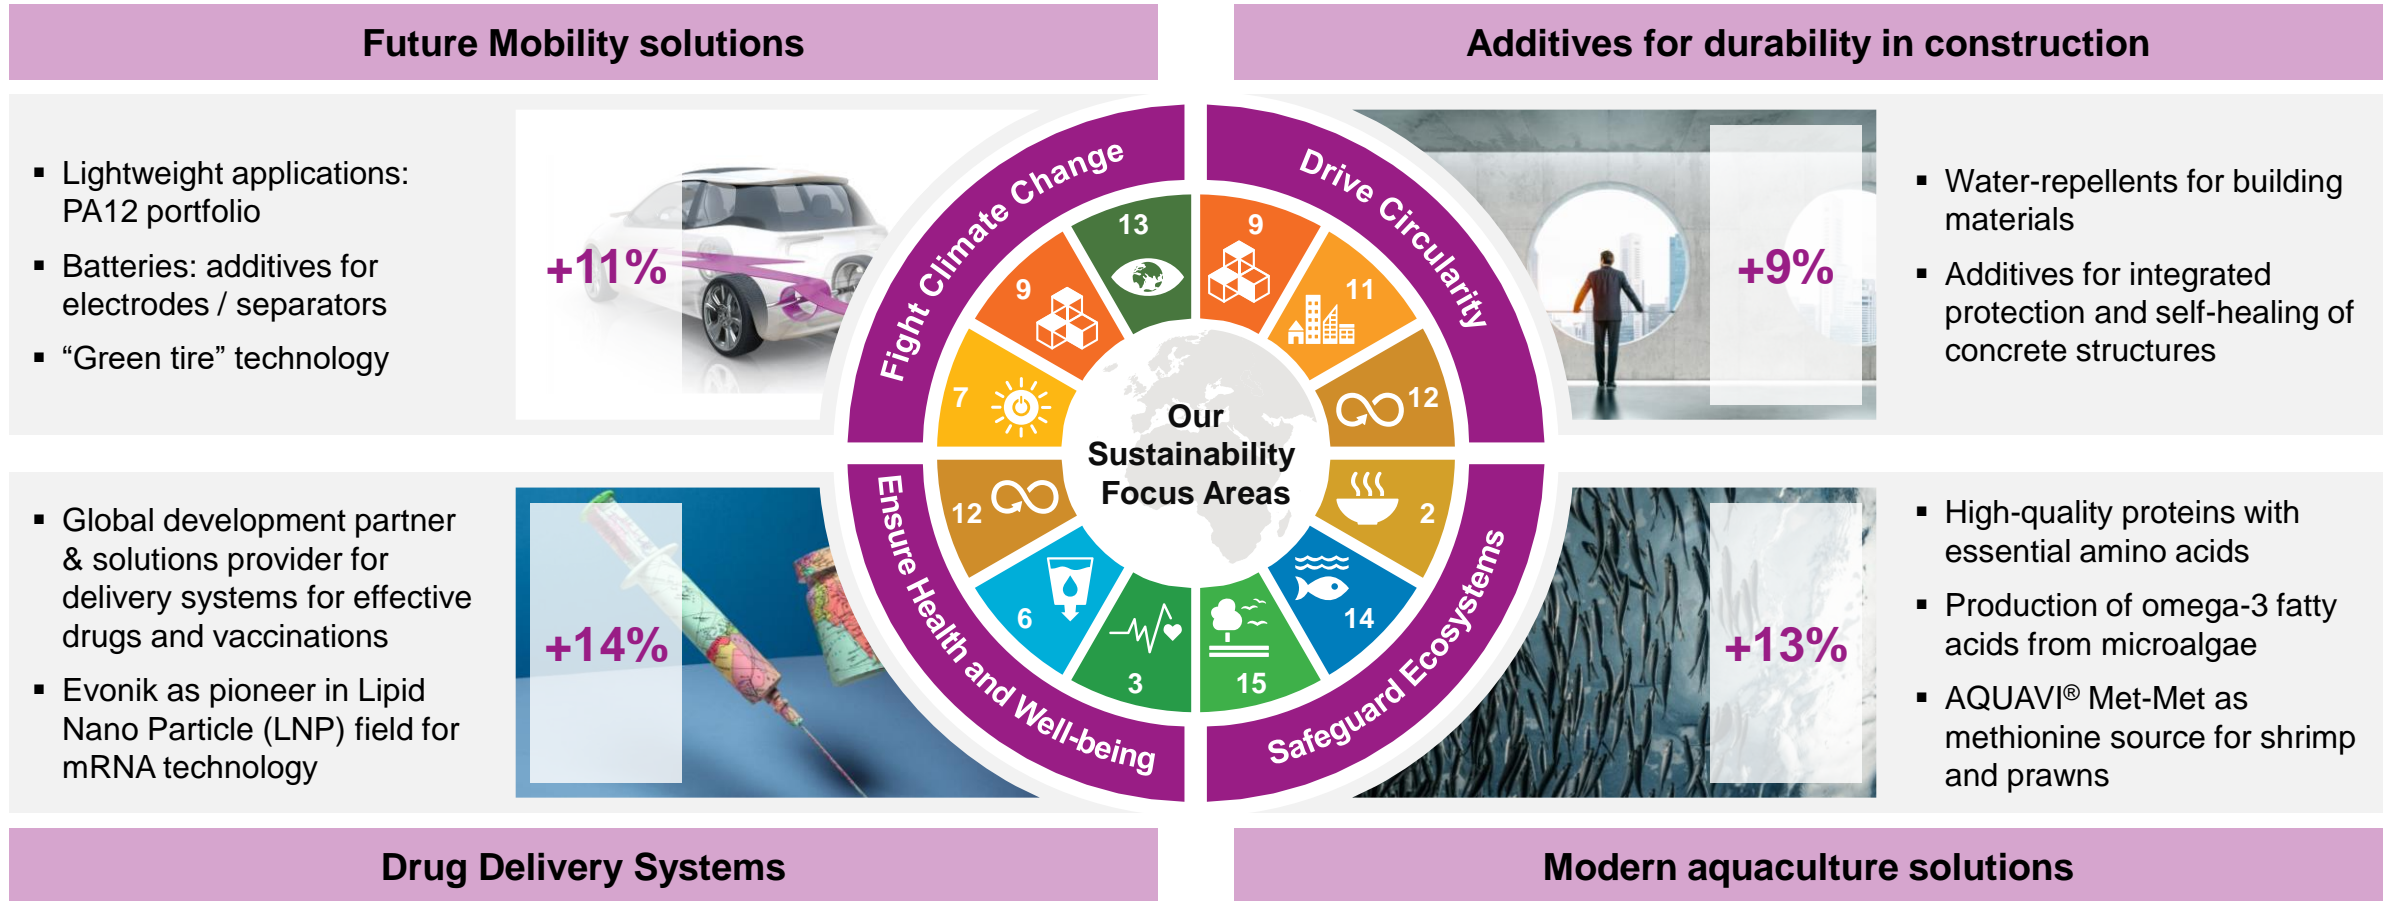 Future Mobility solutions
Additives for durability in construction
▪ Lightweight applications:
PA12 portfolio
▪ Batteries: additives for
electrodes / separators
▪ “Green tire” technology
+11%
Fight Climate Change
7
9
13
Drive Circularity
9
11
12
+9%
▪ Water-repellents for building
materials
▪ Additives for integrated
protection and self-healing of
concrete structures
Our
Sustainability
Focus Areas
▪ Global development partner
& solutions provider for
delivery systems for effective
drugs and vaccinations
▪ Evonik as pioneer in Lipid
Nano Particle (LNP) field for
mRNA technology
+14%
Ensure Health and Well-being
12
6
3
Safeguard Ecosystems
2
14
15
+13%
▪ High-quality proteins with
essential amino acids
▪ Production of omega-3 fatty
acids from microalgae
▪ AQUAVI® Met-Met as
methionine source for shrimp
and prawns
Drug Delivery Systems
Modern aquaculture solutions